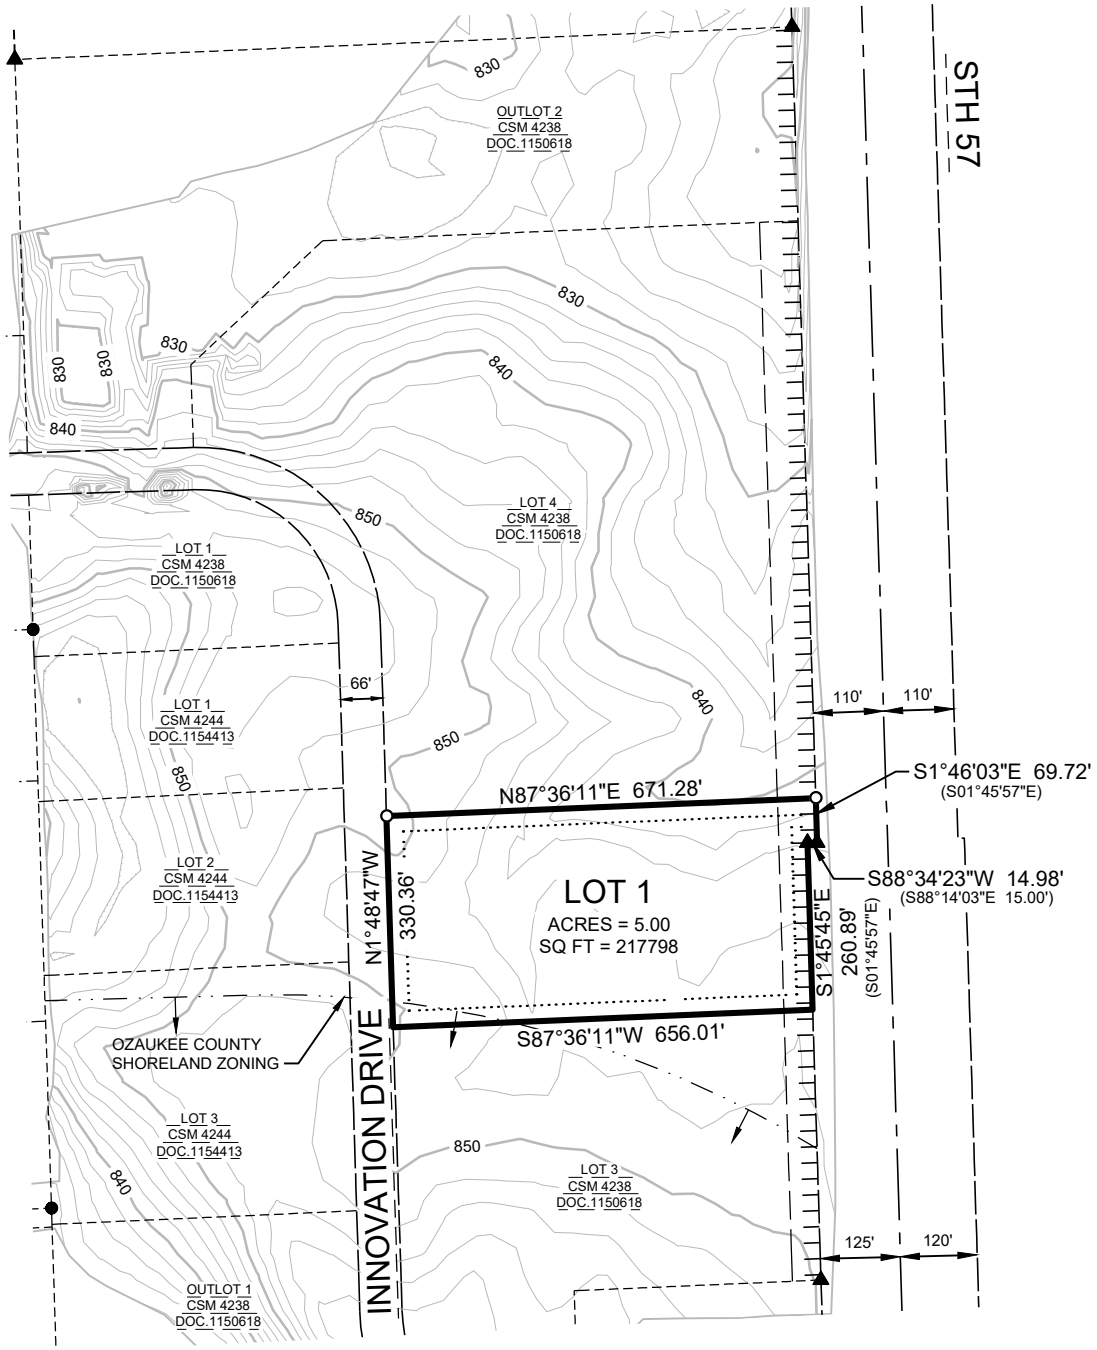 830
OUTLOT 2
CSM 4238
DOC.1150618
STH 57
830
830
830
830
840
840
850
LOT 4
CSM 4238
DOC.1150618
LOT 1
CSM 4238
DOC.1150618
66'
LOT 1
CSM 4244
DOC.1154413
850
850
840
110'
110'
S1°46'03"E 69.72'
(S01°45'57"E)
N87°36'11"E 671.28'
LOT 2
CSM 4244
DOC.1154413
N1°48'47"W
330.36'
LOT 1
ACRES = 5.00
SQ FT = 217798
S88°34'23"W 14.98'
(S88°14'03"E 15.00')
S1°45'45"E
260.89'
(S01°45'57"E)
S87°36'11"W 656.01'
OZAUKEE COUNTY
SHORELAND ZONING
INNOVATION DRIVE
LOT 3
CSM 4244
DOC.1154413
840
850
LOT 3
CSM 4238
DOC.1150618
125'
120'
OUTLOT 1
CSM 4238
DOC.1150618